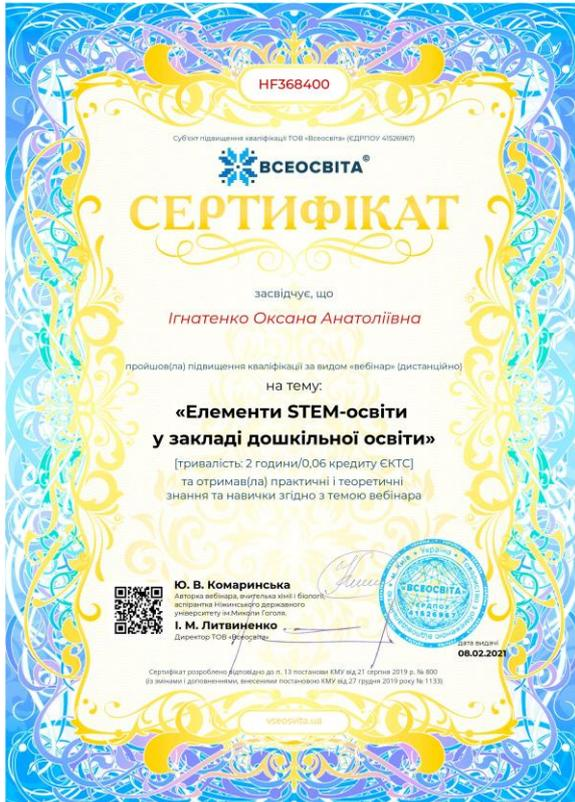 HF368400
Суб'єкт підвищення кваліфікації ТОВ «Всеосвіта» (ЄДРПОУ 41526967)
ВСЕОСВІТА©
СЕРТИФІКАТ
засвідчує, що
Ігнатенко Оксана Анатоліївна
пройшов(ла) підвищення кваліфікації за видом «вебінар» (дистанційно)
на тему:
«Елементи STEM-освіти
у закладі дошкільної освіти»
[тривалість: 2 години/0,06 кредиту ЄКТС]
та отримав(ла) практичні і теоретичні
знання та навички згідно з темою вебінара
Ю. В. Комаринська
Авторка вебінара, вчителька хімії і біології,
аспірантка Ніжинського державного
університету ім.Миколи Гоголя.
І. М. Литвиненко
Директор ТОВ «Всеосвіта»
Київ • Україна
«ВСЕОСВІТА»
ЄДРПОУ
41526967
дата видачі
08.02.2021
Сертифікат розроблено відповідно до п. 13 постанови КМУ від 21 серпня 2019 р. № 800
(із змінами і доповненнями, внесеними постановою КМУ від 27 грудня 2019 року № 1133)
vseosvita.ua